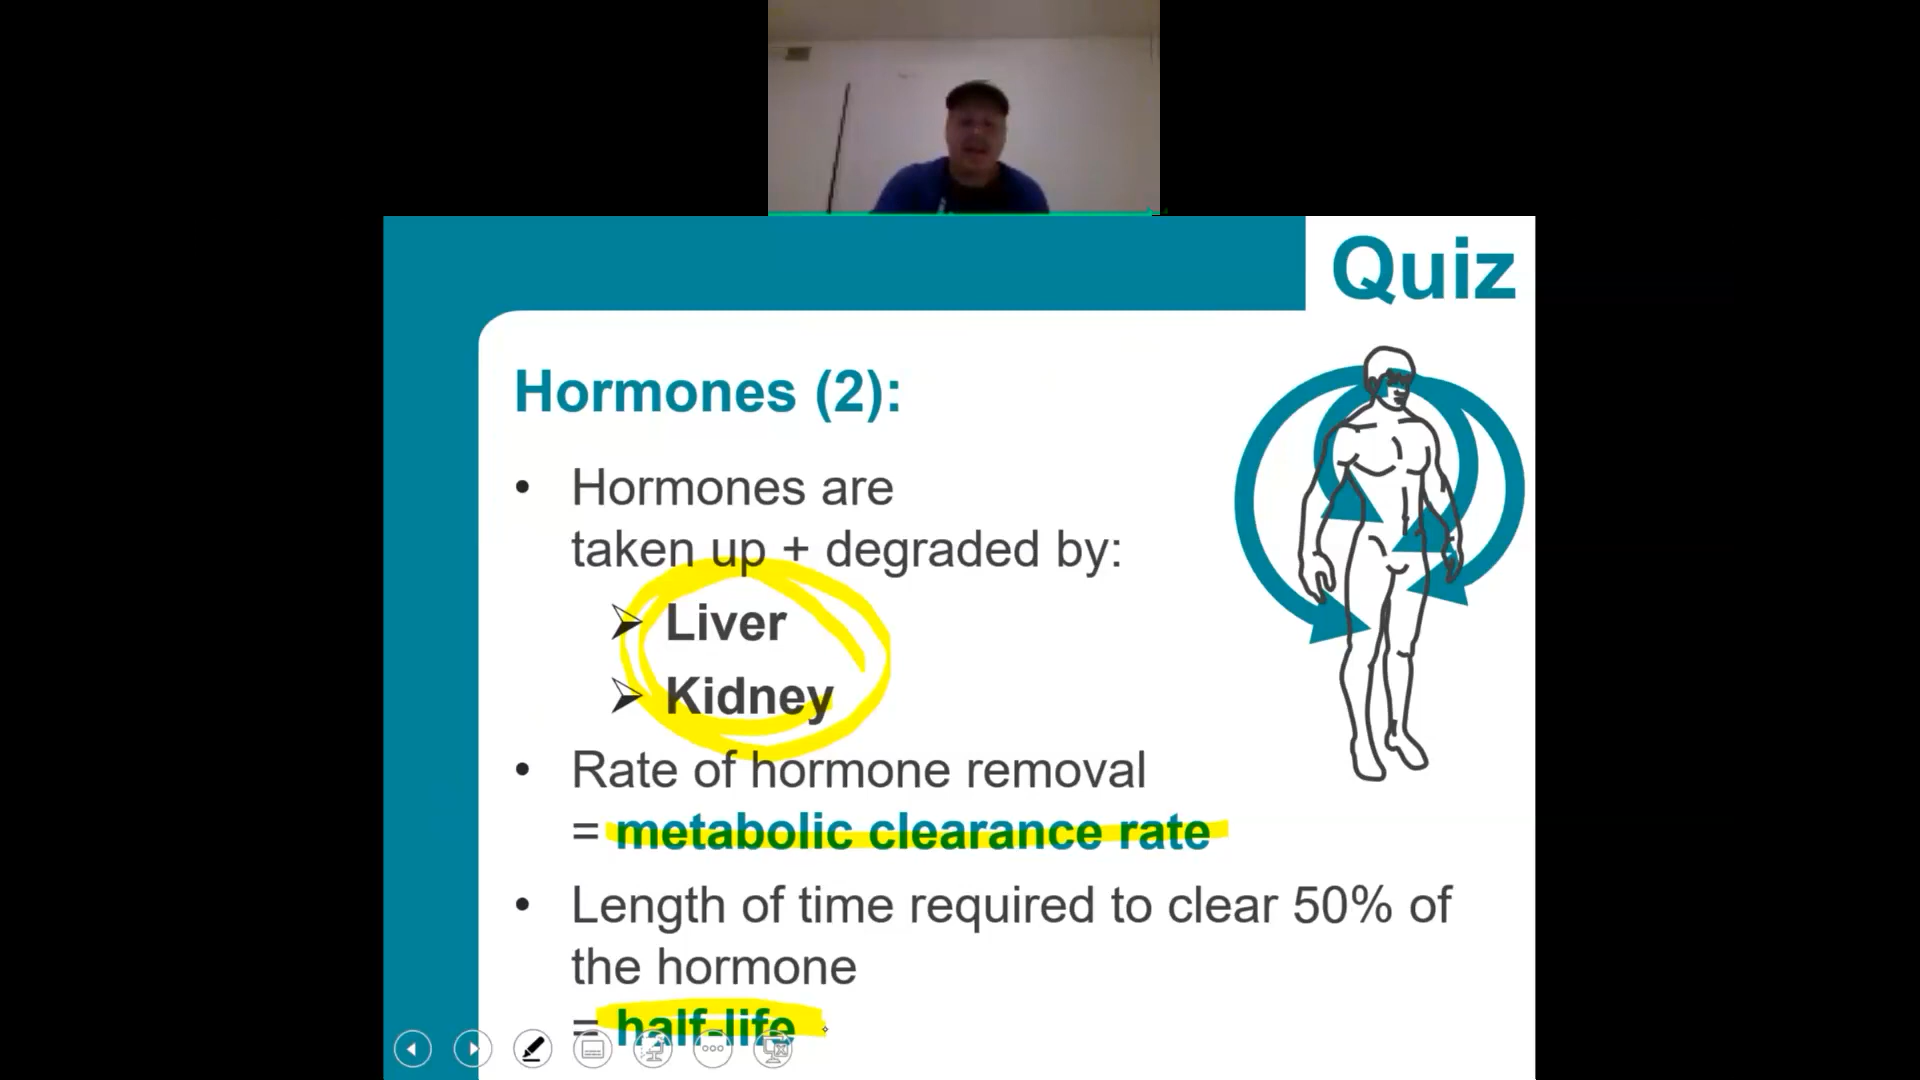 Quiz
Hormones (2):
• Hormones are
taken up + degraded by:
➢ Liver
➢ Kidney
• Rate of hormone removal
= metabolic clearance rate
• Length of time required to clear 50% of
the hormone
= half-life